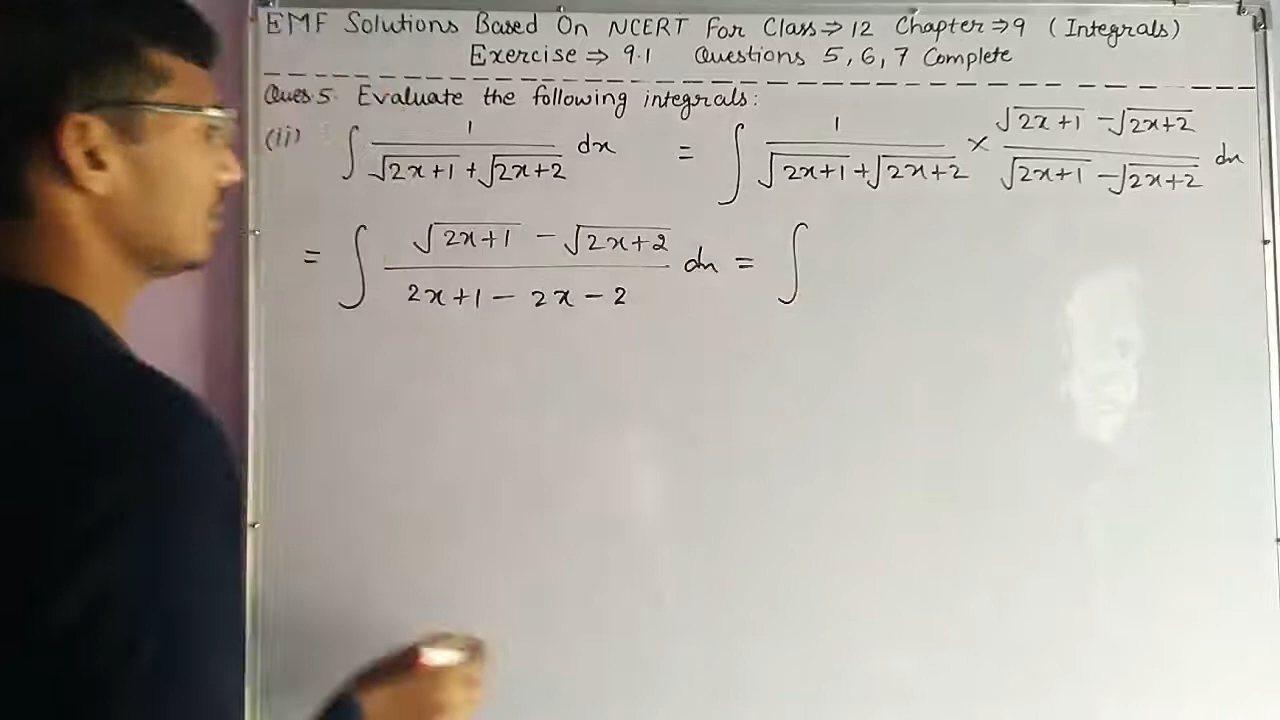 EMF Solutions Based On NCERT For Class ⇒ 12 Chapter ⇒ 9 (Integrals)
Exercise ⇒ 9.1 Questions 5, 6, 7 Complete
Ques 5. Evaluate the following integrals:
(ii) ∫ 1/(√(2x+1) + √(2x+2)) dx = ∫ 1/(√(2x+1) + √(2x+2)) × (√(2x+1) − √(2x+2))/(√(2x+1) − √(2x+2)) dx
= ∫ (√(2x+1) − √(2x+2))/(2x+1 − 2x − 2) dx = ∫